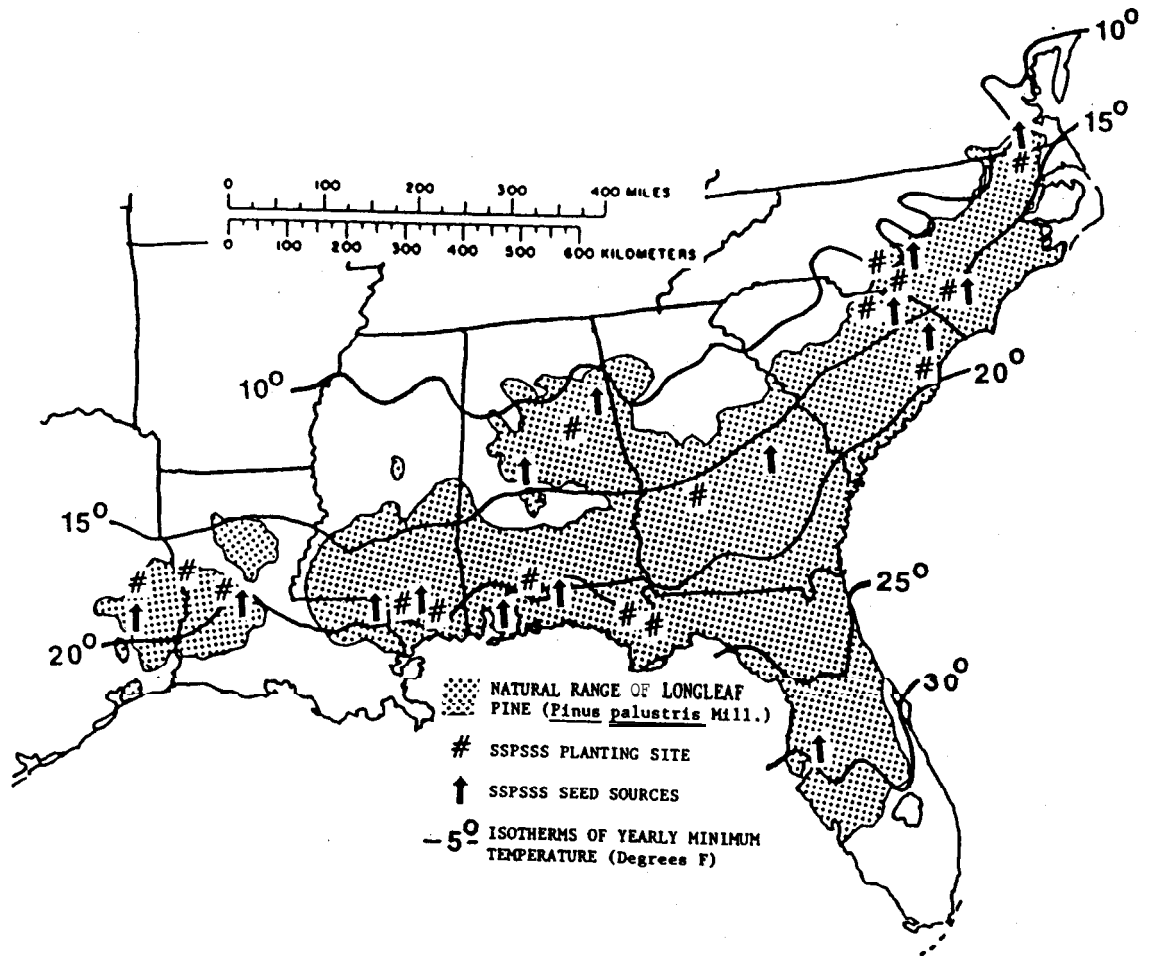 10°
15°
0 100 200 300 400 MILES
0 100 200 300 400 500 600 KILOMETERS
#
# # # #
10° # 20°
#
#
15°
# # # # 25°
# # # #
20°
30°
NATURAL RANGE OF LONGLEAF
PINE (Pinus palustris Mill.)
# SSPSSS PLANTING SITE
SSPSSS SEED SOURCES
-5° ISOTHERMS OF YEARLY MINIMUM
TEMPERATURE (Degrees F)